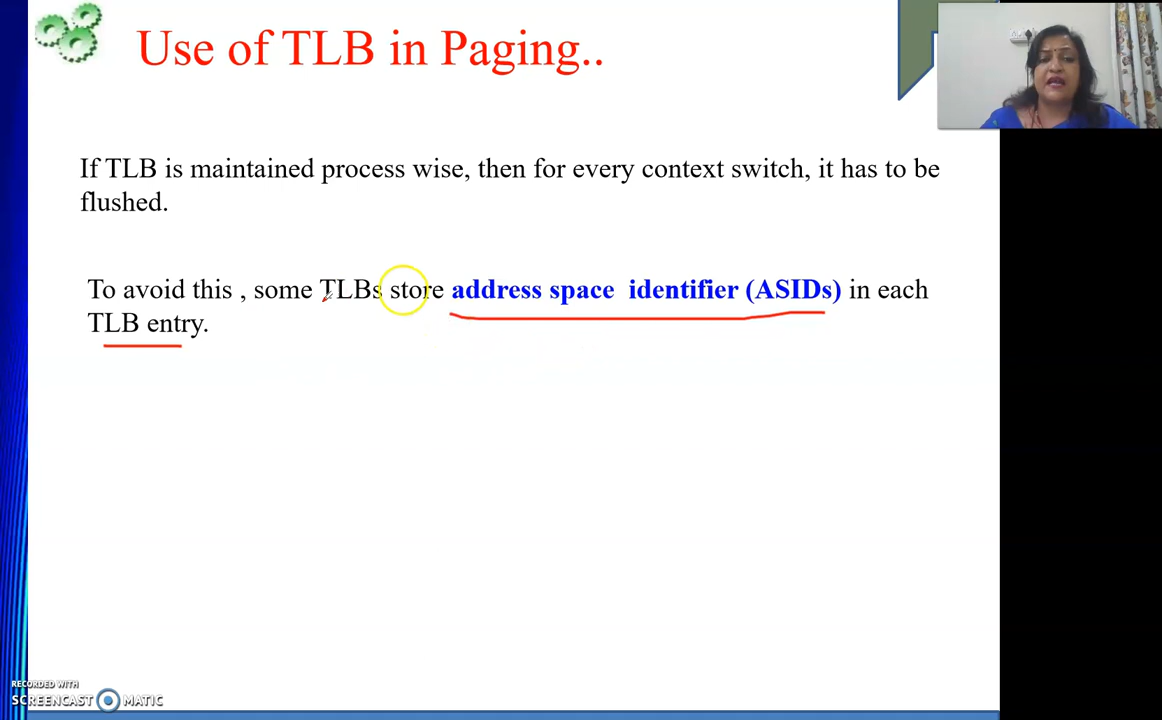 Use of TLB in Paging..
If TLB is maintained process wise, then for every context switch, it has to be
flushed.
To avoid this , some TLBs store address space identifier (ASIDs) in each
TLB entry.
RECORDED WITH
SCREENCAST MATIC